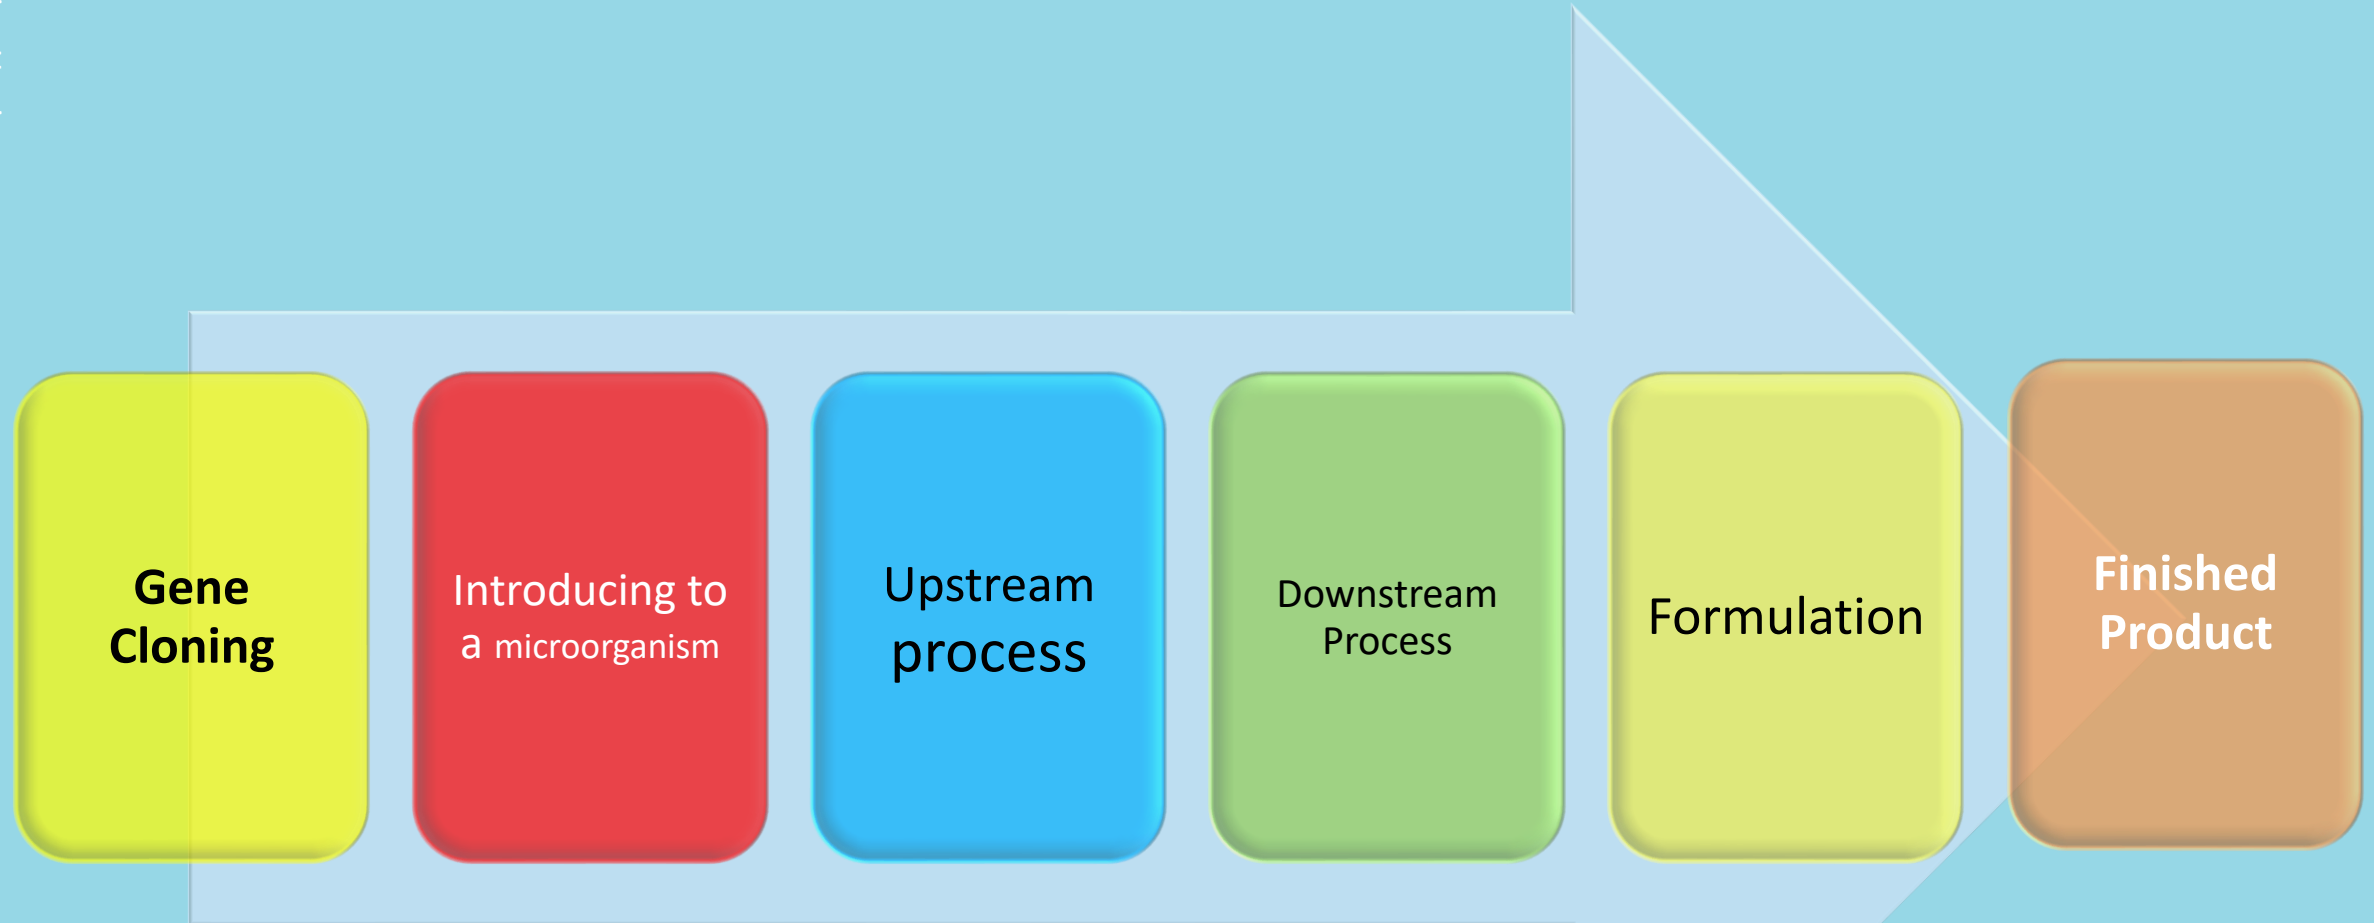 Gene
Cloning
Introducing to
a microorganism
Upstream
process
Downstream
Process
Formulation
Finished
Product